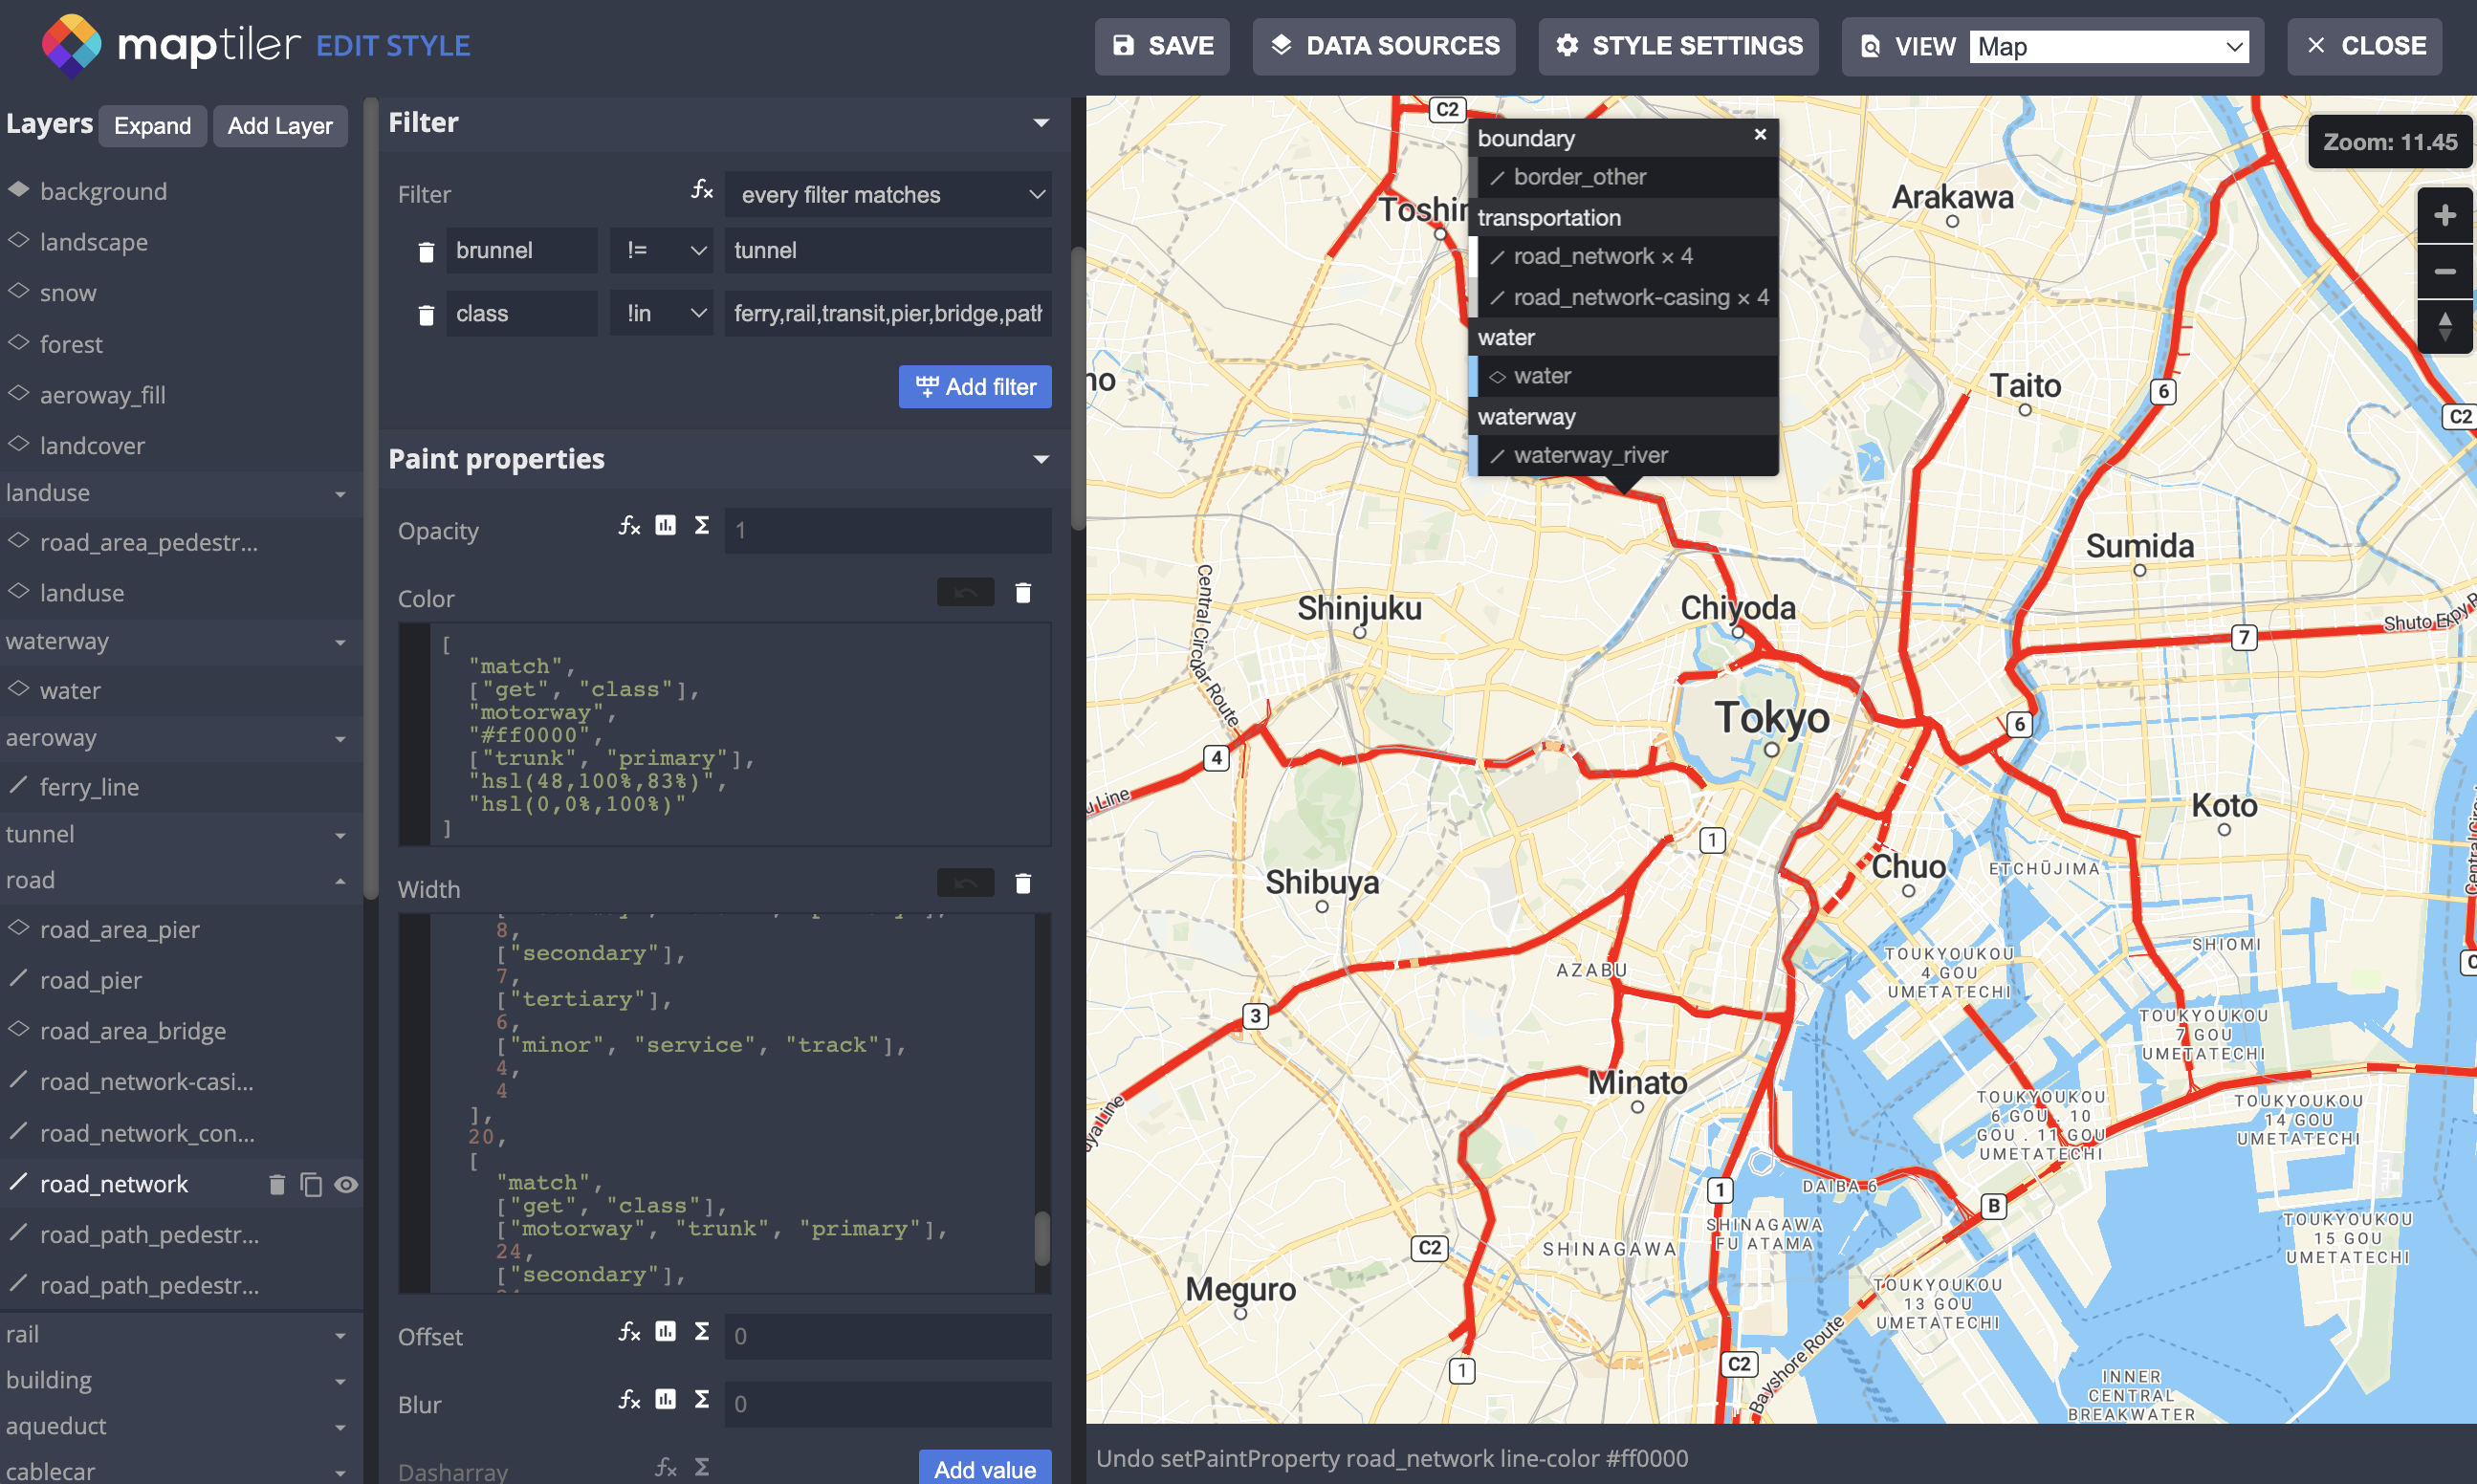 maptiler EDIT STYLE
SAVE
DATA SOURCES
STYLE SETTINGS
VIEW
Map
CLOSE
Layers
Expand
Add Layer
background
landscape
snow
forest
aeroway_fill
landcover
landuse
road_area_pedestr...
landuse
waterway
water
aeroway
ferry_line
tunnel
road
road_area_pier
road_pier
road_area_bridge
road_network-casi...
road_network_con...
road_network
road_path_pedestr...
road_path_pedestr...
rail
building
aqueduct
cablecar
Filter
Filter
fx
every filter matches
brunnel
!=
tunnel
class
!in
ferry,rail,transit,pier,bridge,path
Add filter
Paint properties
Opacity
fx
Σ
1
Color
[
"match",
["get", "class"],
"motorway",
"#ff0000",
["trunk", "primary"],
"hsl(48,100%,83%)",
"hsl(0,0%,100%)"
]
Width
8,
["secondary"],
7,
["tertiary"],
6,
["minor", "service", "track"],
4,
4
],
20,
[
"match",
["get", "class"],
["motorway", "trunk", "primary"],
24,
["secondary"],
Offset
fx
Σ
0
Blur
fx
Σ
0
Dasharray
fx
Σ
Add value
boundary
×
border_other
transportation
road_network × 4
road_network-casing × 4
water
water
waterway
waterway_river
Zoom: 11.45
C2
Arakawa
Taito
6
C2
Sumida
Shinjuku
Chiyoda
Central Circular Route
7
Tokyo
6
4
Koto
1
Chuo
ETCHŪJIMA
Shibuya
SHIOMI
AZABU
TOUKYOUKOU
4 GOU
UMETATECHI
3
TOUKYOUKOU
7 GOU
UMETATECHI
Minato
TOUKYOUKOU
6 GOU . 10
GOU . 11 GOU
UMETATECHI
TOUKYOUKOU
14 GOU
UMETATECHI
1
DAIBA 6
B
SHINAGAWA
FU ATAMA
C2
SHINAGAWA
TOUKYOUKOU
15 GOU
UMETATECHI
Meguro
TOUKYOUKOU
13 GOU
UMETATECHI
1
C2
Bayshore Route
INNER
CENTRAL
BREAKWATER
Undo setPaintProperty road_network line-color #ff0000